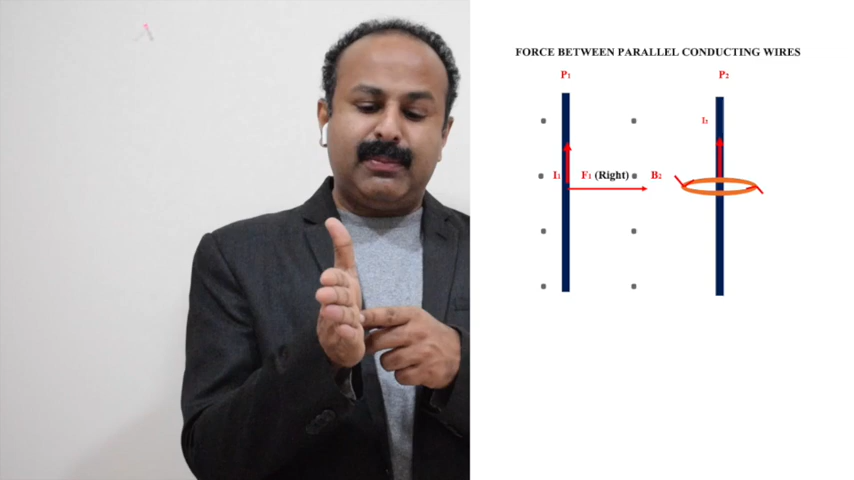 FORCE BETWEEN PARALLEL CONDUCTING WIRES
P1 P2
I2
I1 F1 (Right) B2